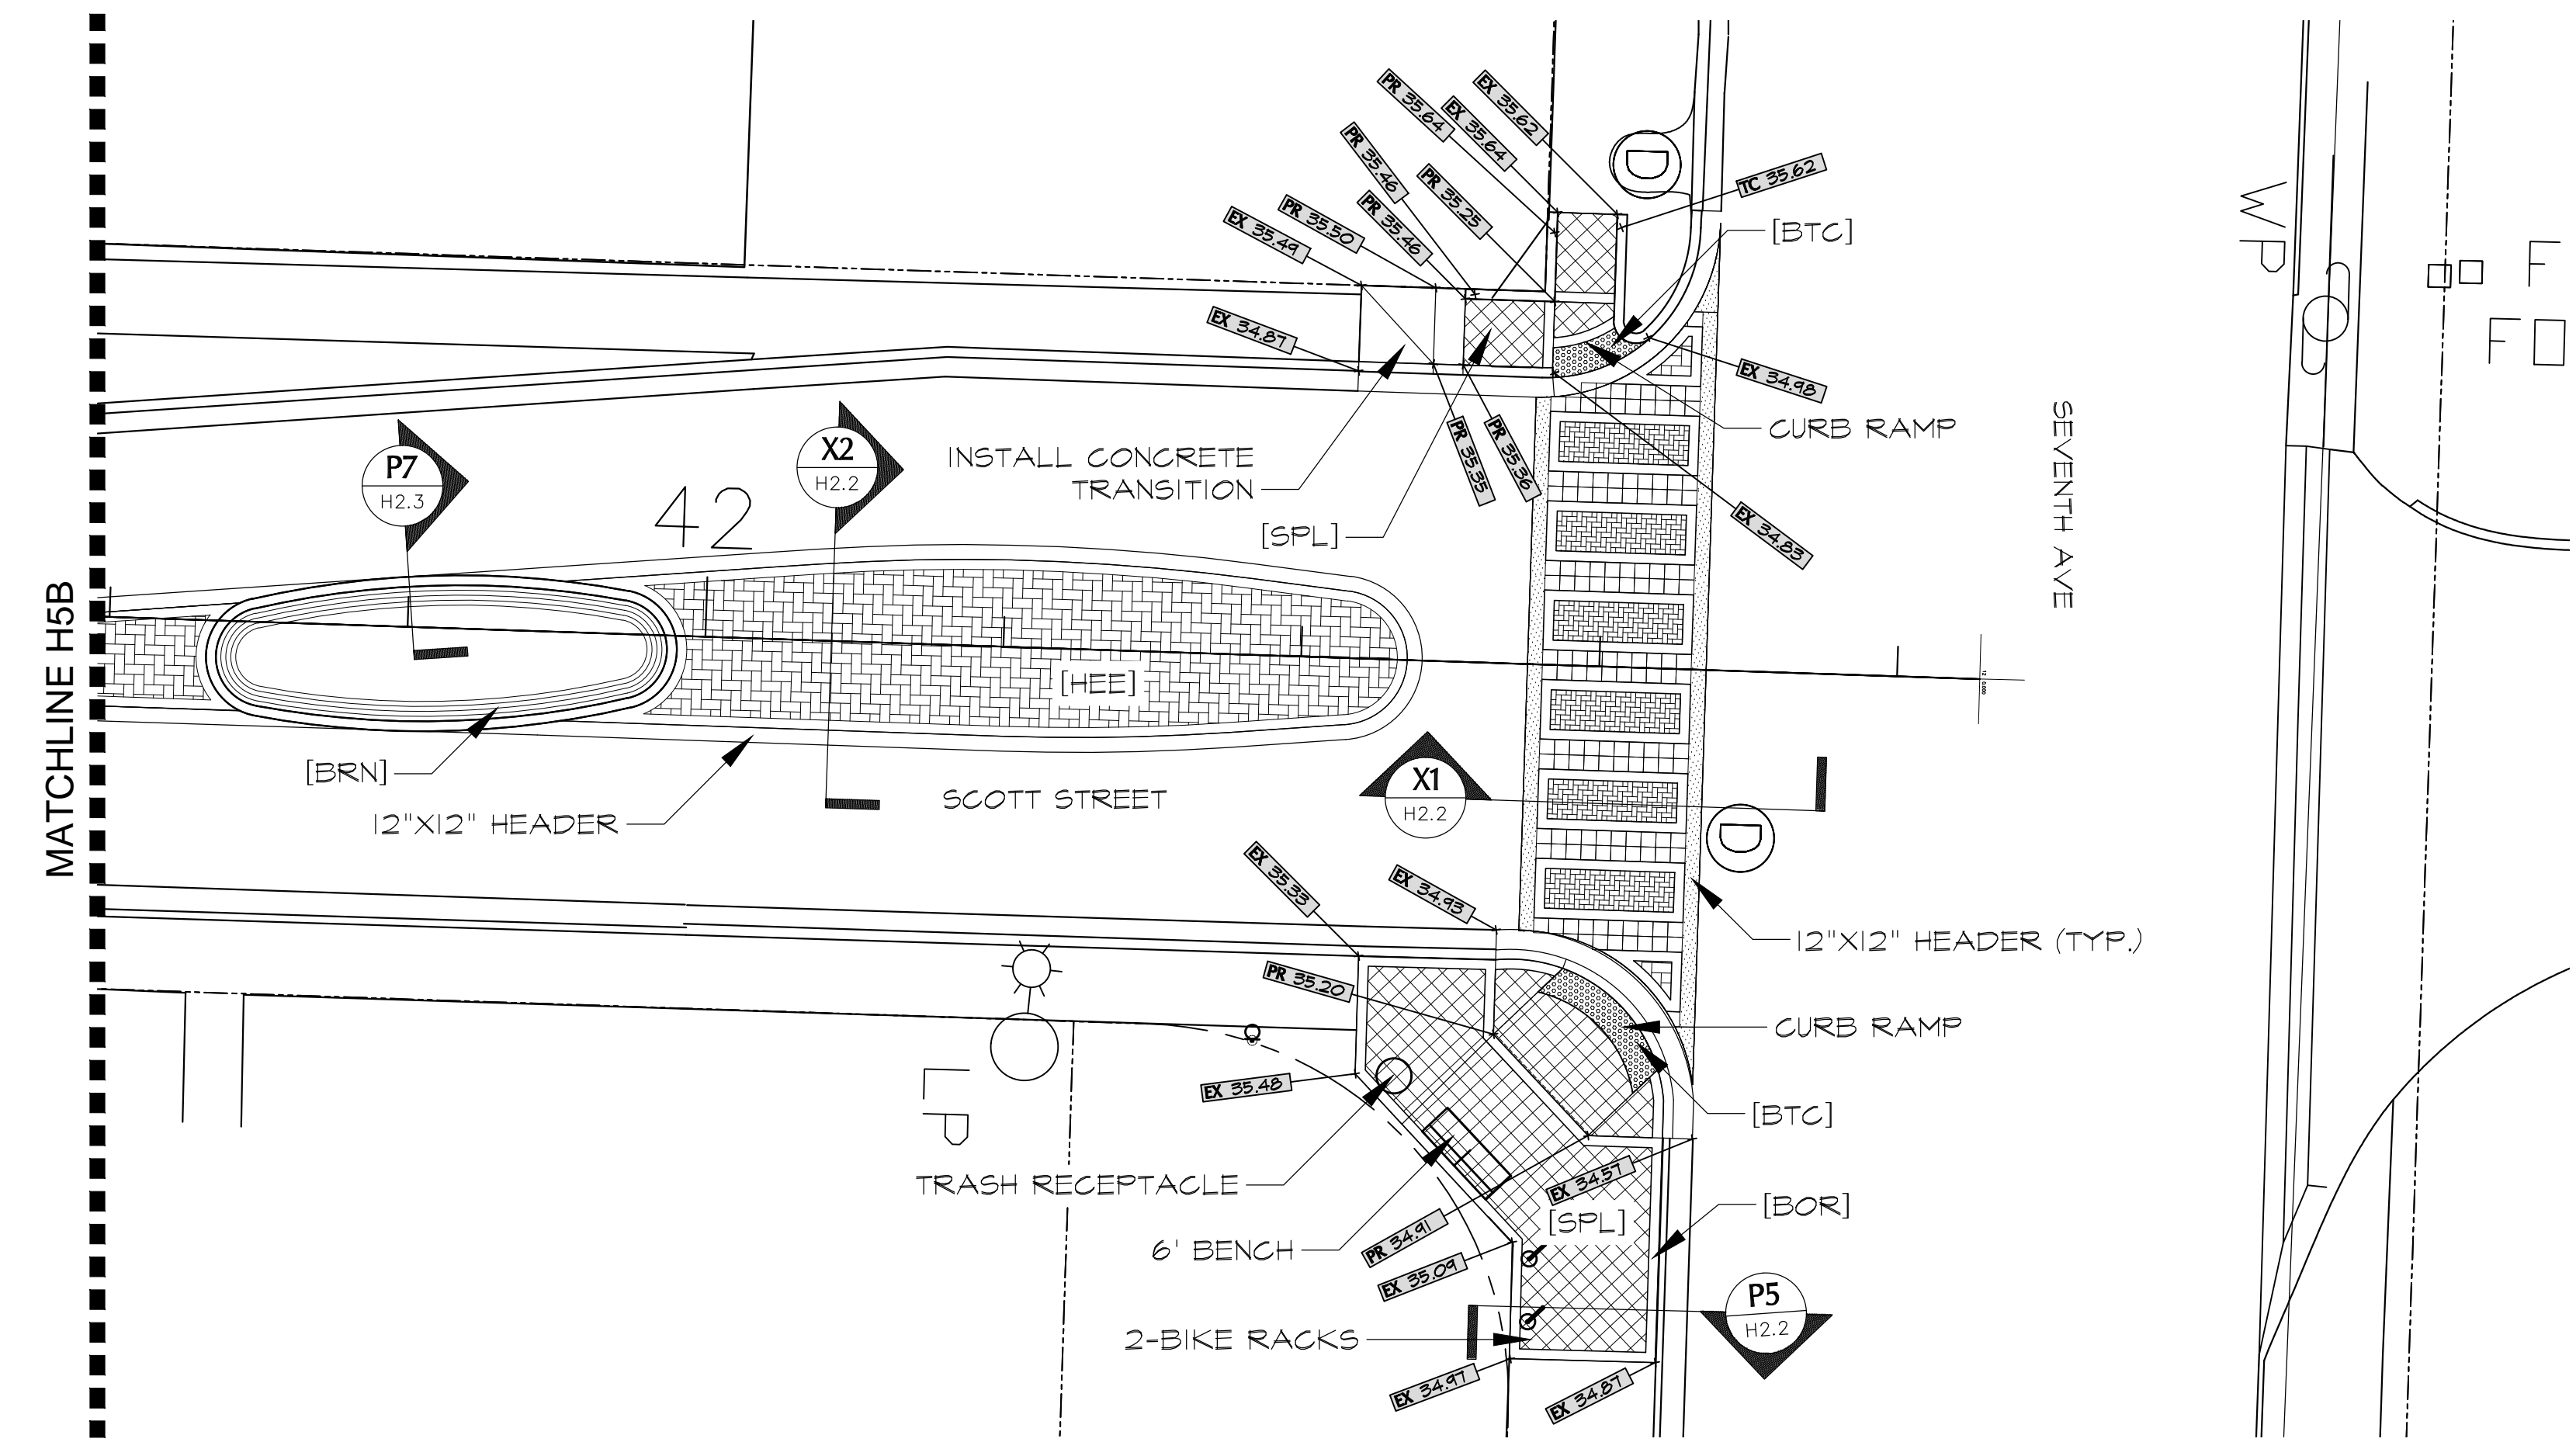 MATCHLINE H5B
PR 35.64
EX 35.64
EX 35.62
PR 35.46
PR 35.46
PR 35.25
TC 35.62
EX 35.49
PR 35.50
EX 34.87
[BTC]
D
WP
F
F
EX 34.98
CURB RAMP
PR 35.35
PR 35.36
EX 34.83
SEVENTH AVE
P7
H2.3
X2
H2.2
42
INSTALL CONCRETE
TRANSITION
[SPL]
[HEE]
[BRN]
12"X12" HEADER
SCOTT STREET
X1
H2.2
D
EX 35.33
EX 34.93
12"X12" HEADER (TYP.)
PR 35.20
CURB RAMP
EX 35.48
LP
[BTC]
TRASH RECEPTACLE
EX 34.57
[SPL]
[BOR]
6' BENCH
PR 34.91
EX 35.09
P5
H2.2
2-BIKE RACKS
EX 34.97
EX 34.87